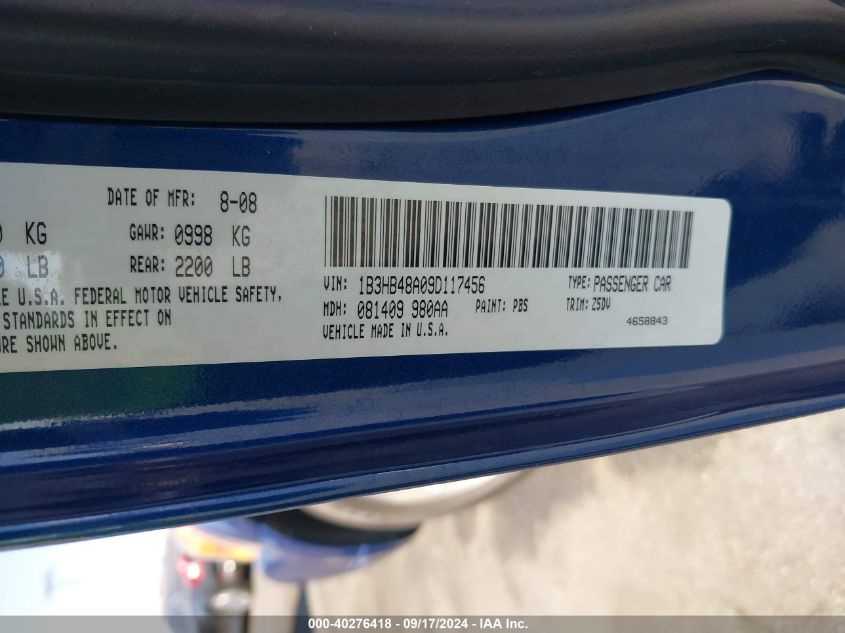 DATE OF MFR: 8-08
KG GAWR: 0998 KG
LB REAR: 2200 LB
U.S.A. FEDERAL MOTOR VEHICLE SAFETY,
STANDARDS IN EFFECT ON
SHOWN ABOVE.
VIN: 1B3HB48A09D117456 TYPE: PASSENGER CAR
MDH: 081409 980AA PAINT: PBS TRIM: Z5DV
VEHICLE MADE IN U.S.A. 4658843
000-40276418 - 09/17/2024 - IAA Inc.